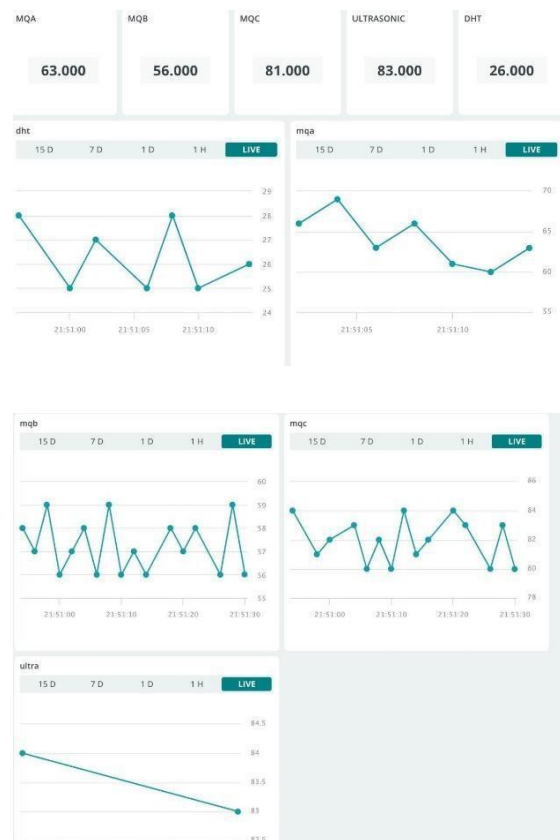 MQA MQB MQC ULTRASONIC DHT
63.000 56.000 81.000 83.000 26.000
dht
15 D 7 D 1 D 1 H LIVE
29
28
27
26
25
24
21:51:00 21:51:05 21:51:10
mqa
15 D 7 D 1 D 1 H LIVE
70
65
60
55
21:51:05 21:51:10
mqb
15 D 7 D 1 D 1 H LIVE
60
59
58
57
56
55
21:51:00 21:51:10 21:51:20 21:51:30
mqc
15 D 7 D 1 D 1 H LIVE
86
84
82
80
21:51:00 21:51:10 21:51:20 21:51:30
ultra
15 D 7 D 1 D 1 H LIVE
84.5
84
83.5
83